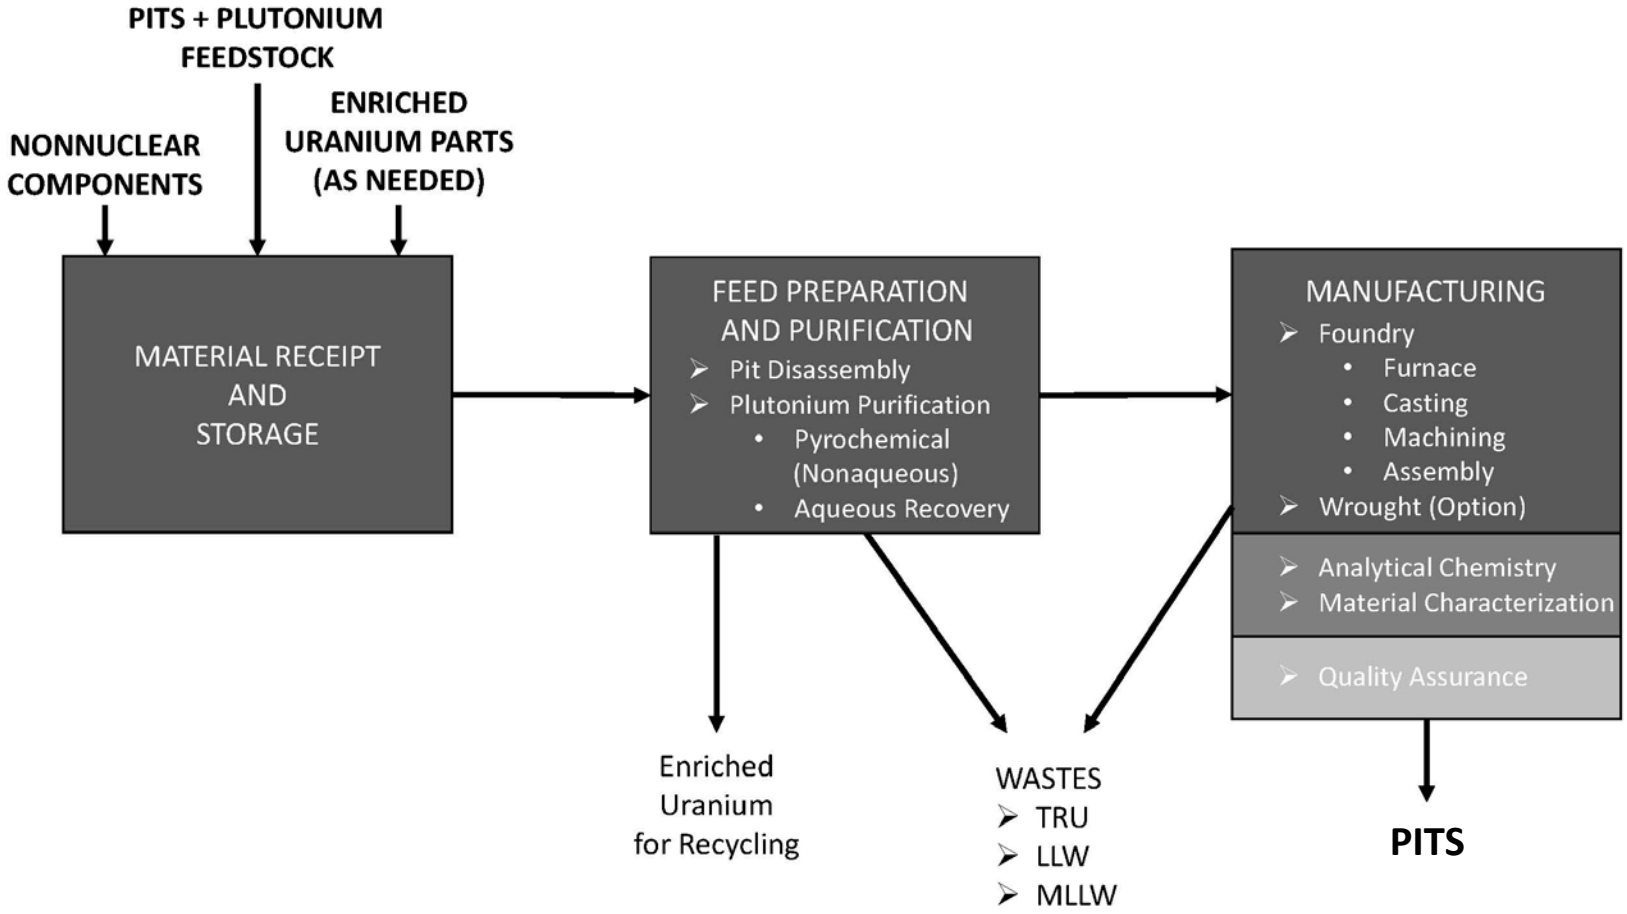 PITS + PLUTONIUM
FEEDSTOCK
NONNUCLEAR
COMPONENTS
ENRICHED
URANIUM PARTS
(AS NEEDED)
MATERIAL RECEIPT
AND
STORAGE
FEED PREPARATION
AND PURIFICATION
➢ Pit Disassembly
➢ Plutonium Purification
• Pyrochemical
(Nonaqueous)
• Aqueous Recovery
MANUFACTURING
➢ Foundry
• Furnace
• Casting
• Machining
• Assembly
➢ Wrought (Option)
➢ Analytical Chemistry
➢ Material Characterization
➢ Quality Assurance
Enriched
Uranium
for Recycling
WASTES
➢ TRU
➢ LLW
➢ MLLW
PITS